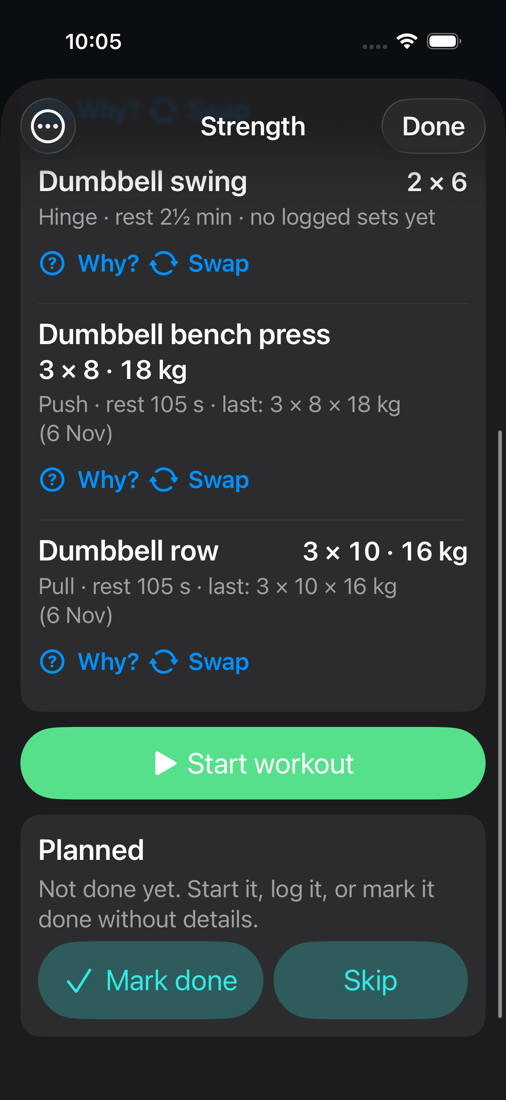 10:05
Why? Swap
Strength
Done
Dumbbell swing 2 × 6
Hinge · rest 2½ min · no logged sets yet
Why? Swap
Dumbbell bench press
3 × 8 · 18 kg
Push · rest 105 s · last: 3 × 8 × 18 kg
(6 Nov)
Why? Swap
Dumbbell row 3 × 10 · 16 kg
Pull · rest 105 s · last: 3 × 10 × 16 kg
(6 Nov)
Why? Swap
Start workout
Planned
Not done yet. Start it, log it, or mark it
done without details.
Mark done Skip